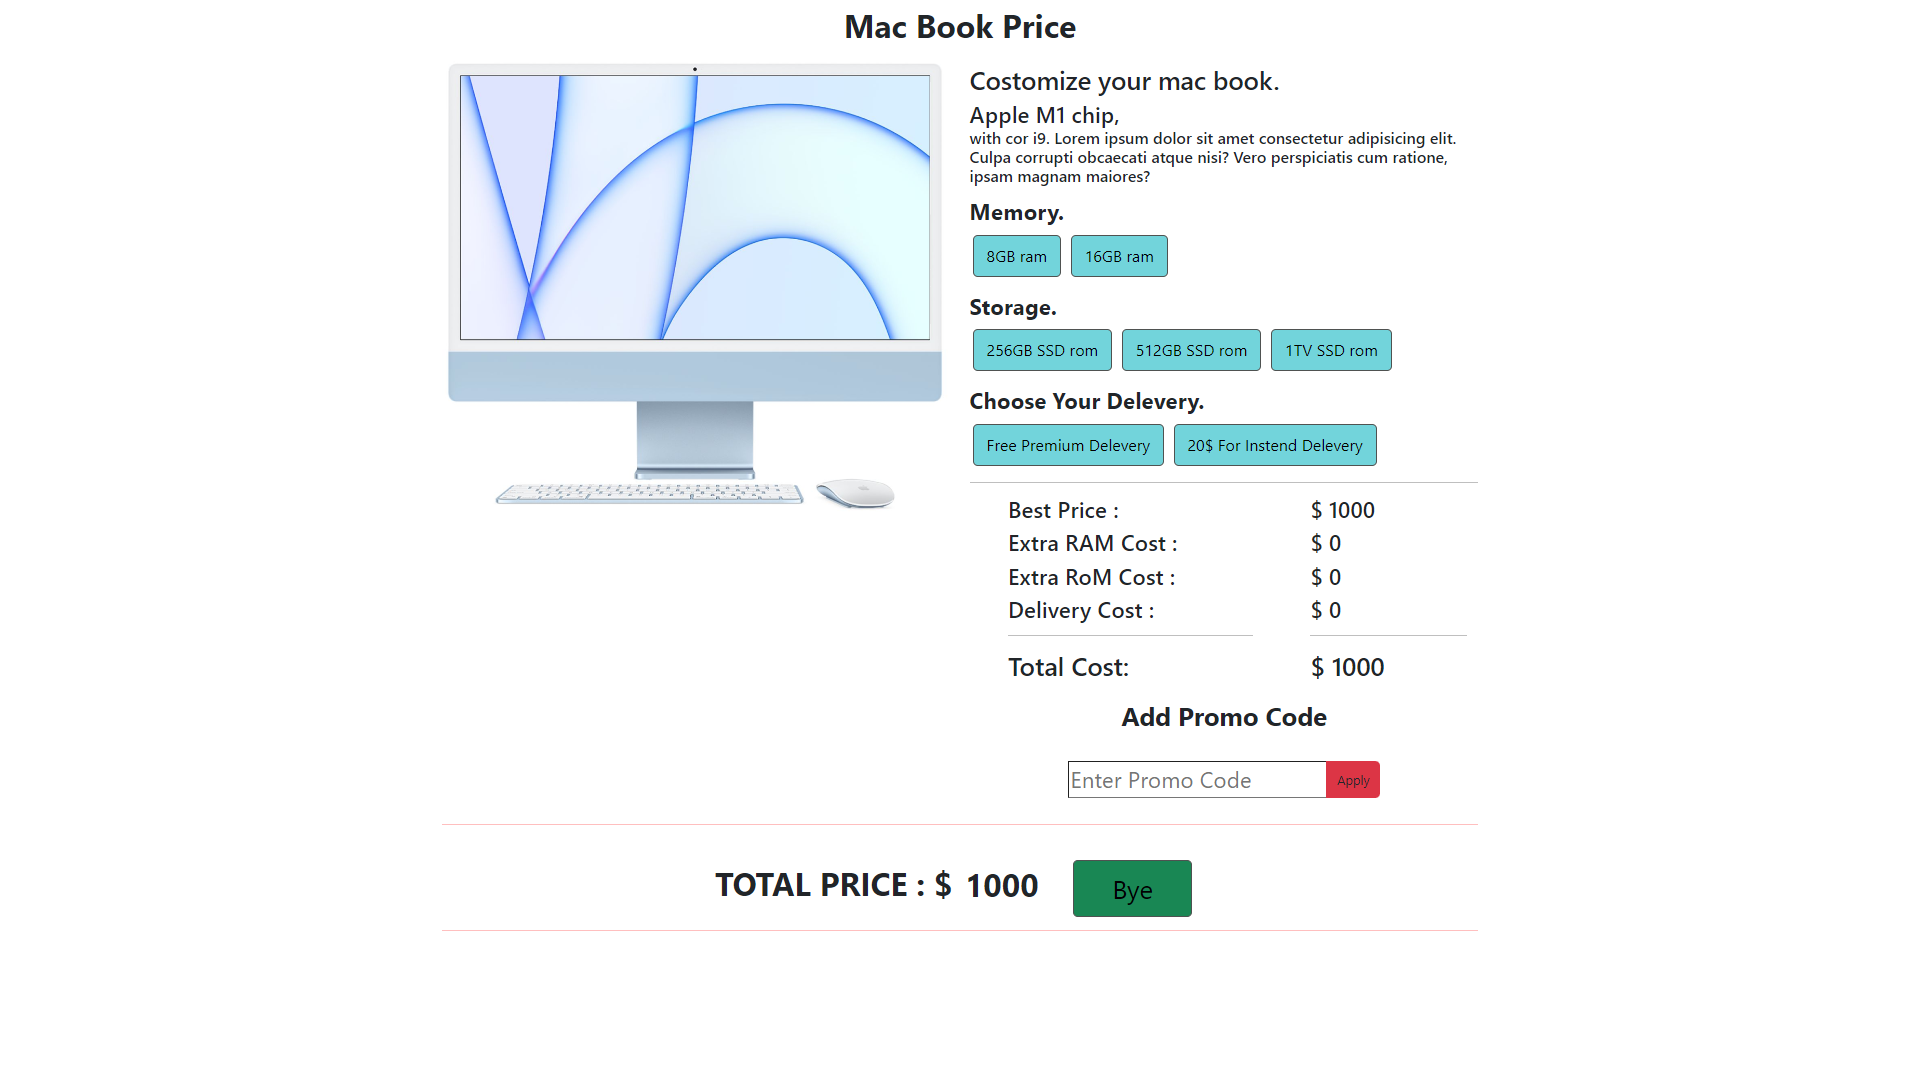 Mac Book Price
Costomize your mac book.
Apple M1 chip,
with cor i9. Lorem ipsum dolor sit amet consectetur adipisicing elit.
Culpa corrupti obcaecati atque nisi? Vero perspiciatis cum ratione,
ipsam magnam maiores?
Memory.
8GB ram 16GB ram
Storage.
256GB SSD rom 512GB SSD rom 1TV SSD rom
Choose Your Delevery.
Free Premium Delevery 20$ For Instend Delevery
Best Price : $ 1000
Extra RAM Cost : $ 0
Extra RoM Cost : $ 0
Delivery Cost : $ 0
Total Cost: $ 1000
Add Promo Code
Enter Promo Code Apply
TOTAL PRICE : $ 1000 Bye